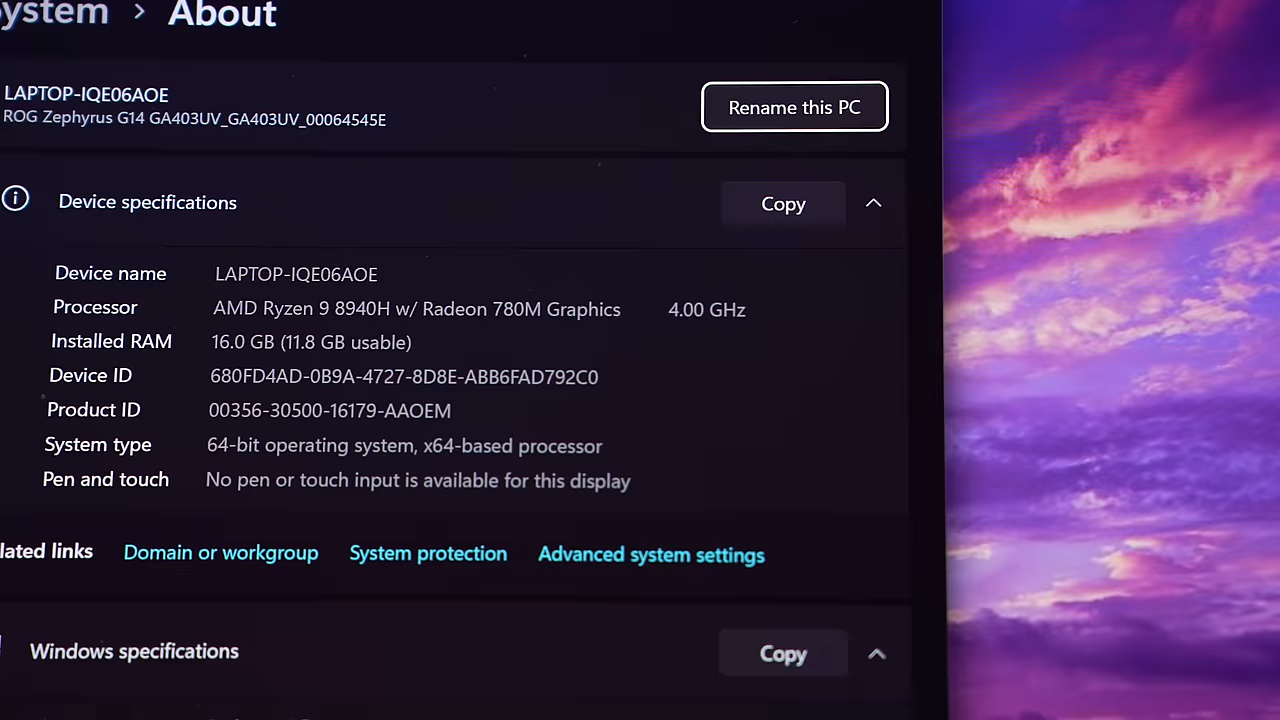 ystem > About
LAPTOP-IQE06AOE
ROG Zephyrus G14 GA403UV_GA403UV_00064545E
Rename this PC
Device specifications
Copy
Device name LAPTOP-IQE06AOE
Processor AMD Ryzen 9 8940H w/ Radeon 780M Graphics 4.00 GHz
Installed RAM 16.0 GB (11.8 GB usable)
Device ID 680FD4AD-0B9A-4727-8D8E-ABB6FAD792C0
Product ID 00356-30500-16179-AAOEM
System type 64-bit operating system, x64-based processor
Pen and touch No pen or touch input is available for this display
lated links Domain or workgroup System protection Advanced system settings
Windows specifications
Copy